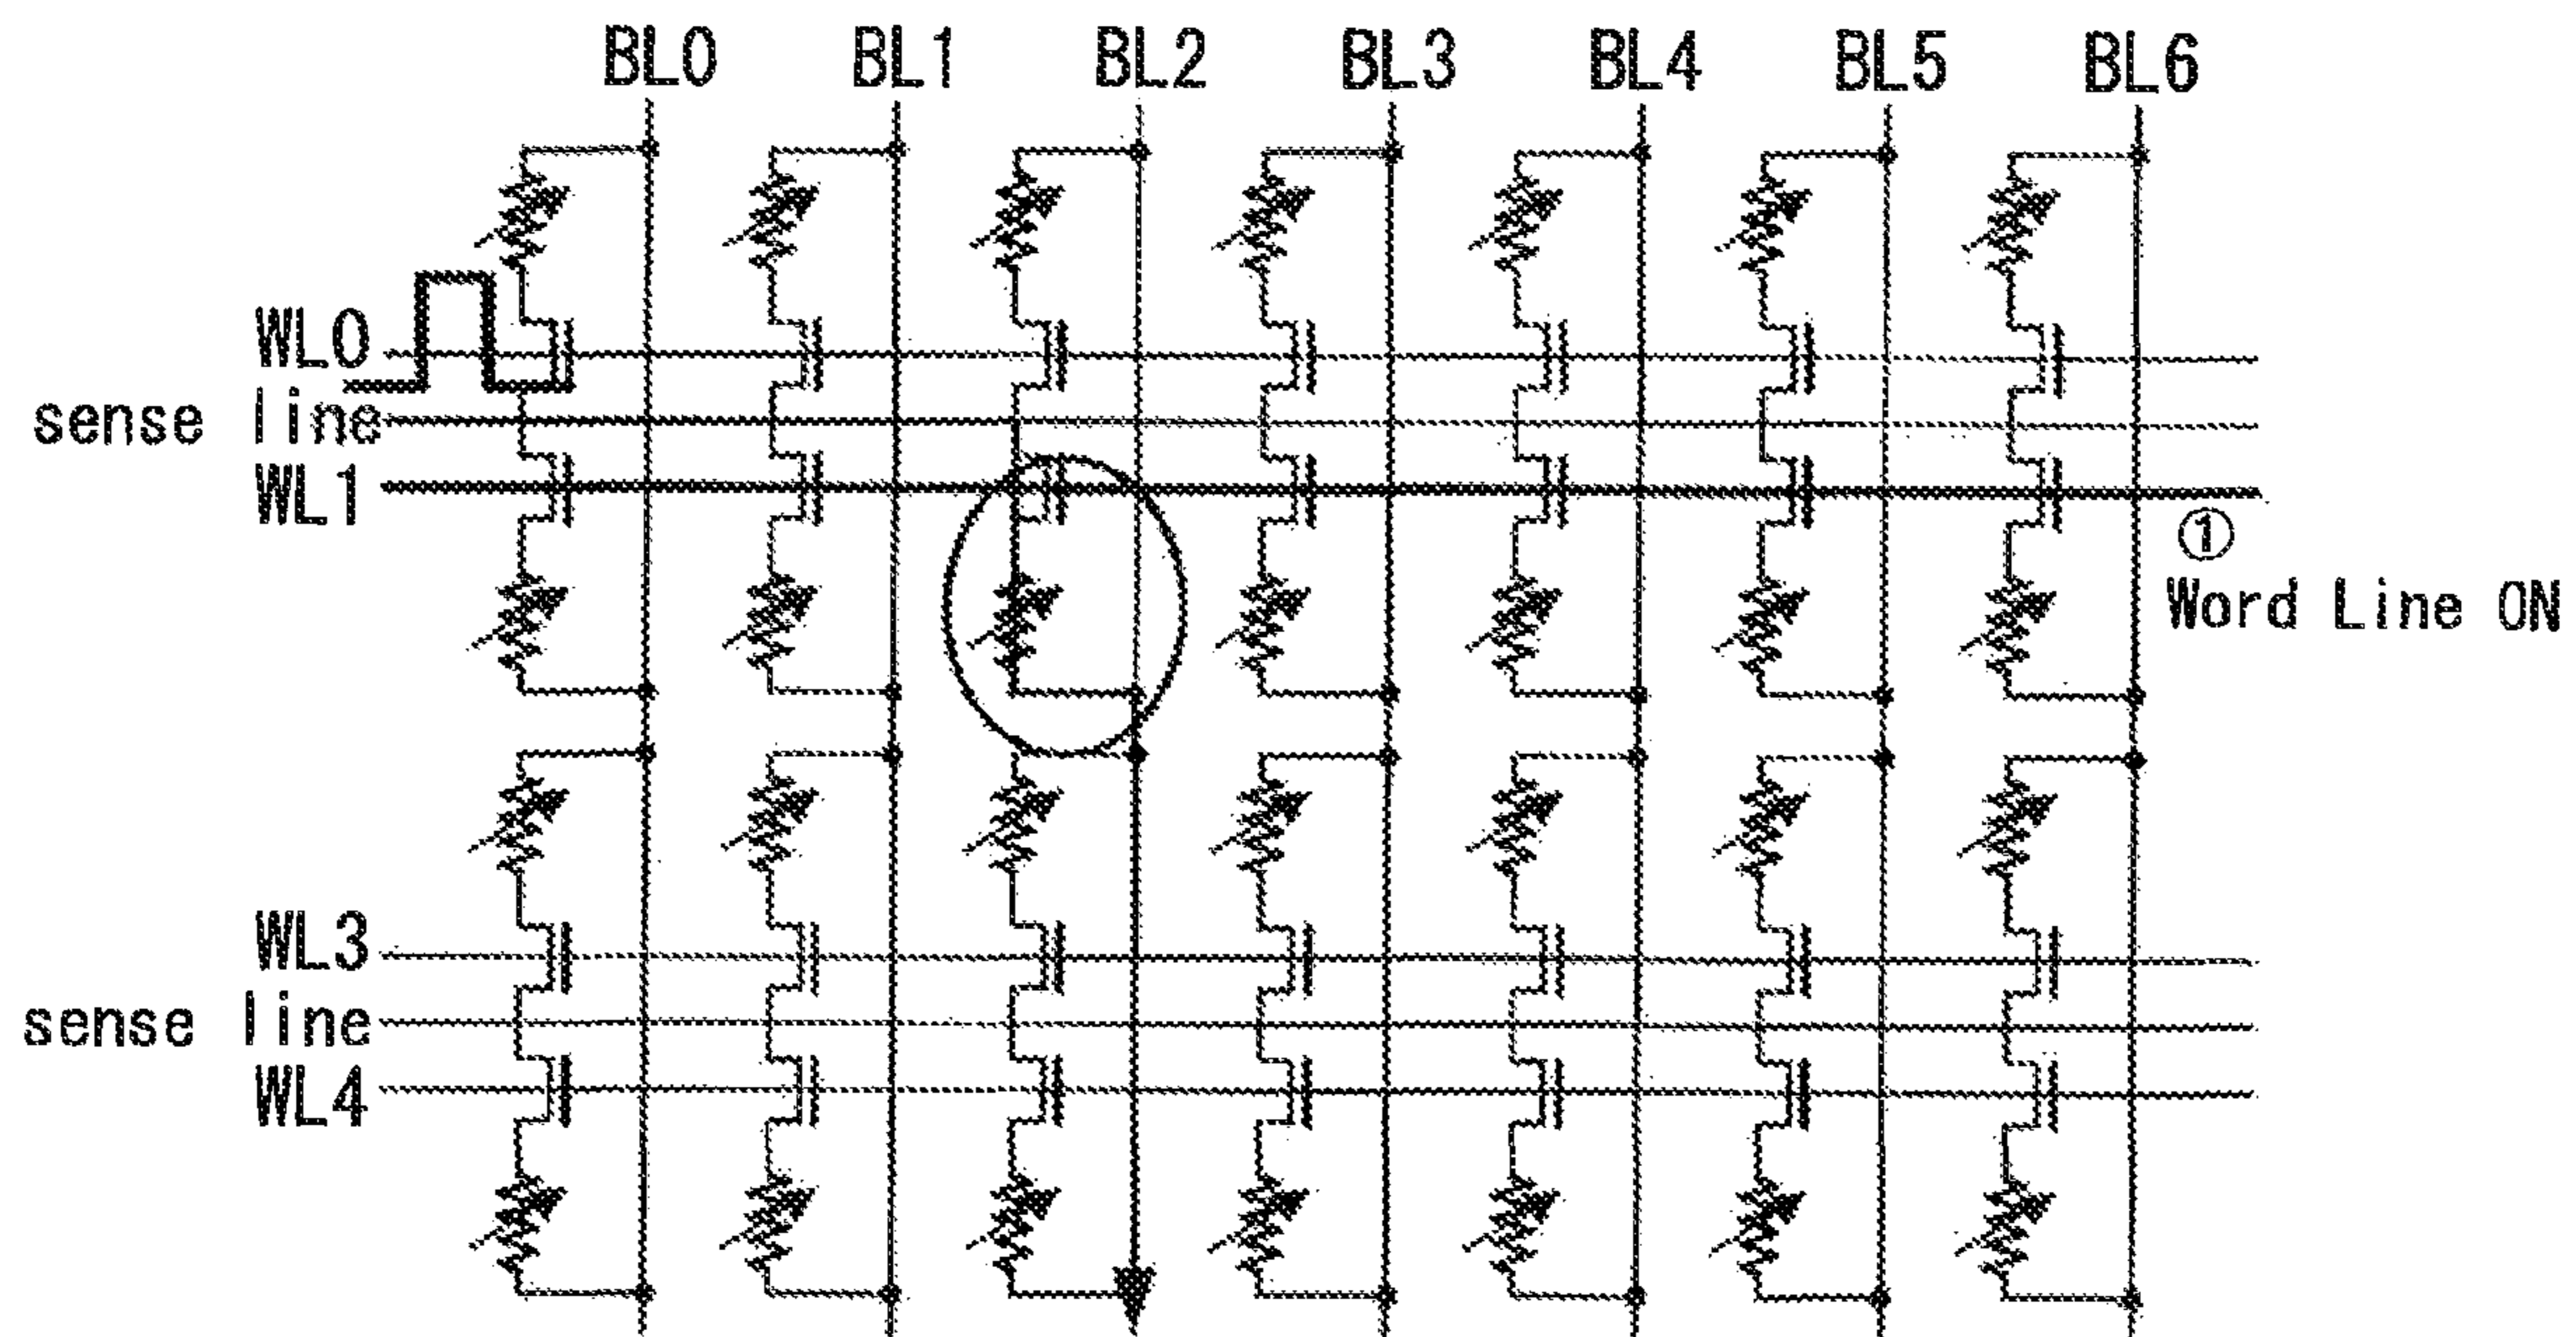 BL0 BL1 BL2 BL3 BL4 BL5 BL6
WL0
sense line
WL1
①
Word Line ON
WL3
sense line
WL4